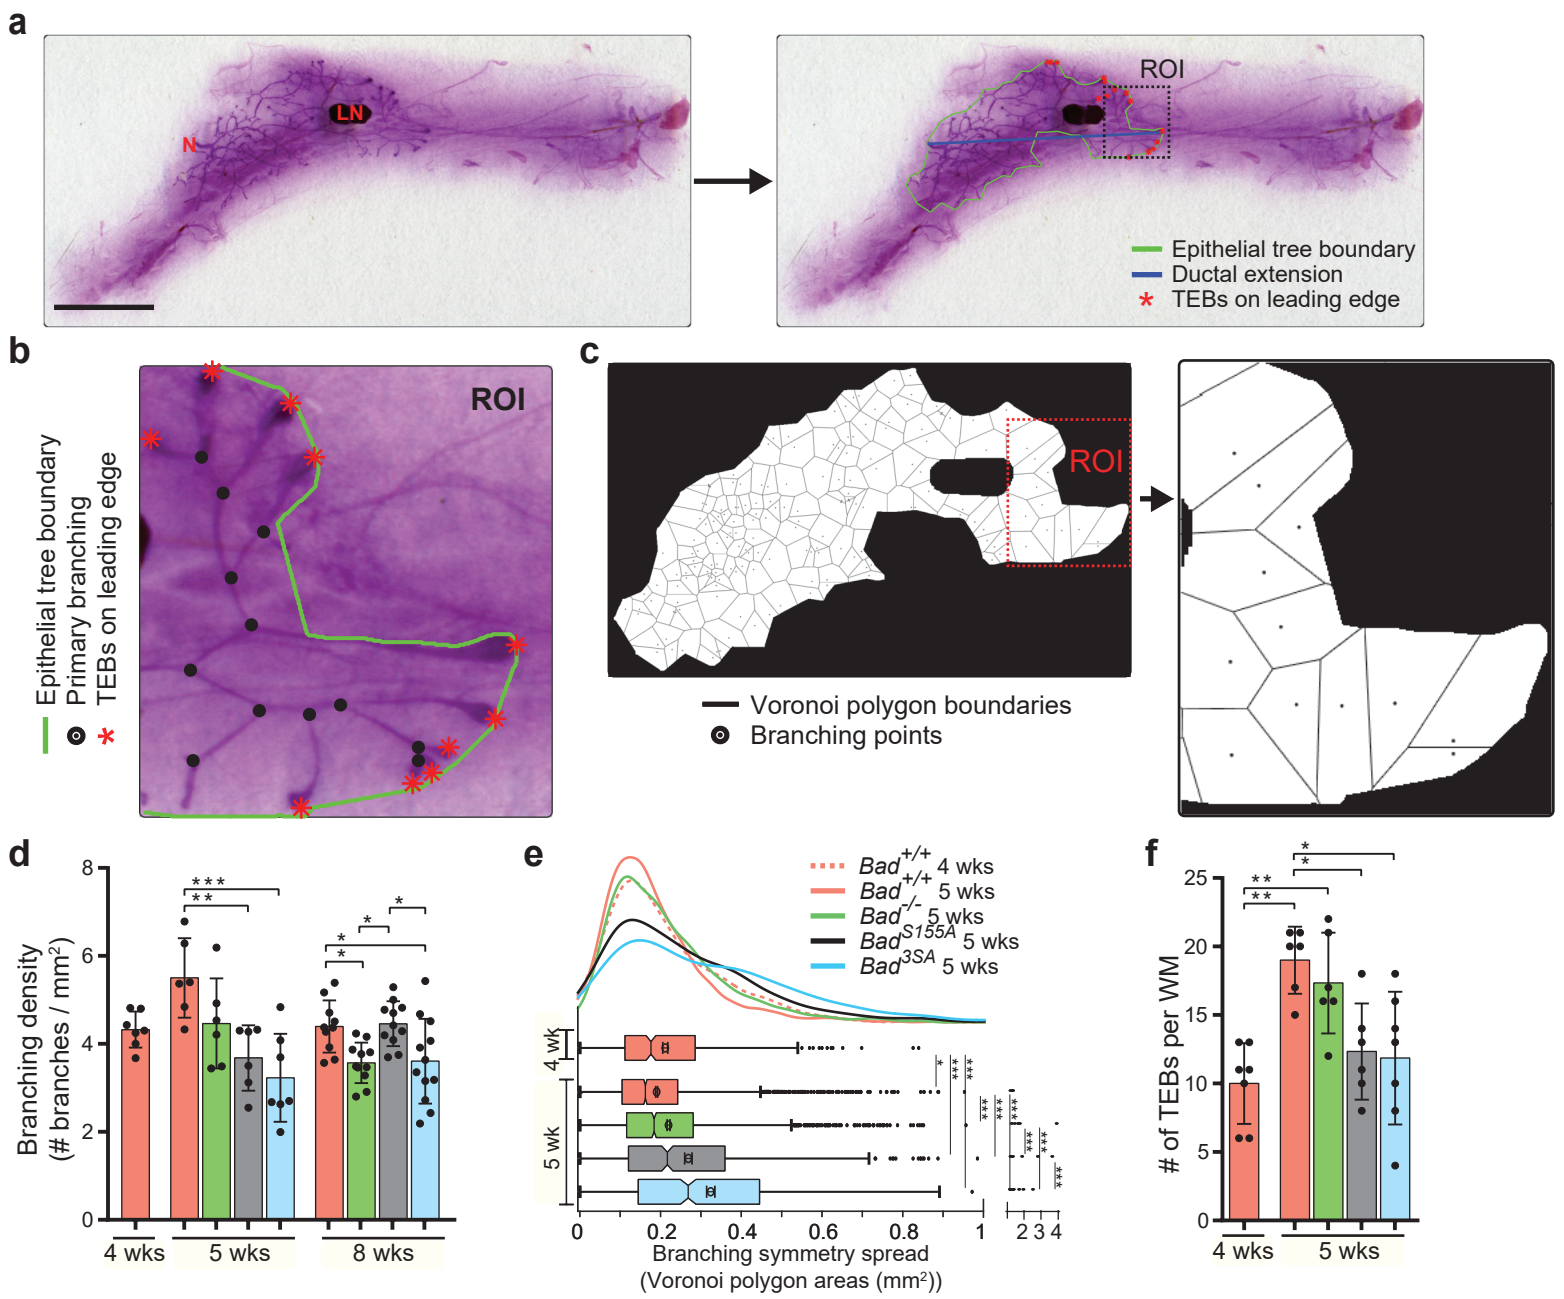 a
LN
N
ROI
Epithelial tree boundary
Ductal extension
* TEBs on leading edge
b
ROI
Epithelial tree boundary
Primary branching
* TEBs on leading edge
c
ROI
Voronoi polygon boundaries
Branching points
d
Branching density
(# branches / mm²)
8
6
4
2
0
***
**
*
*
*
*
4 wks
5 wks
8 wks
e
Bad+/+ 4 wks
Bad+/+ 5 wks
Bad-/- 5 wks
BadS155A 5 wks
Bad3SA 5 wks
4 wk
5 wk
*
***
***
***
***
***
***
***
***
0
0.2
0.4
0.6
0.8
1
2
3
4
Branching symmetry spread
(Voronoi polygon areas (mm²))
f
# of TEBs per WM
25
20
15
10
5
0
*
*
**
**
4 wks
5 wks